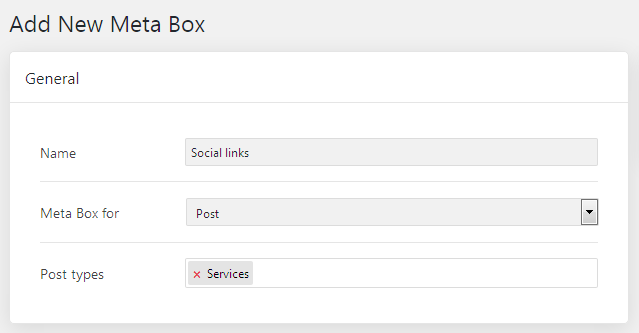 Add New Meta Box
General
Name Social links
Meta Box for Post
Post types × Services